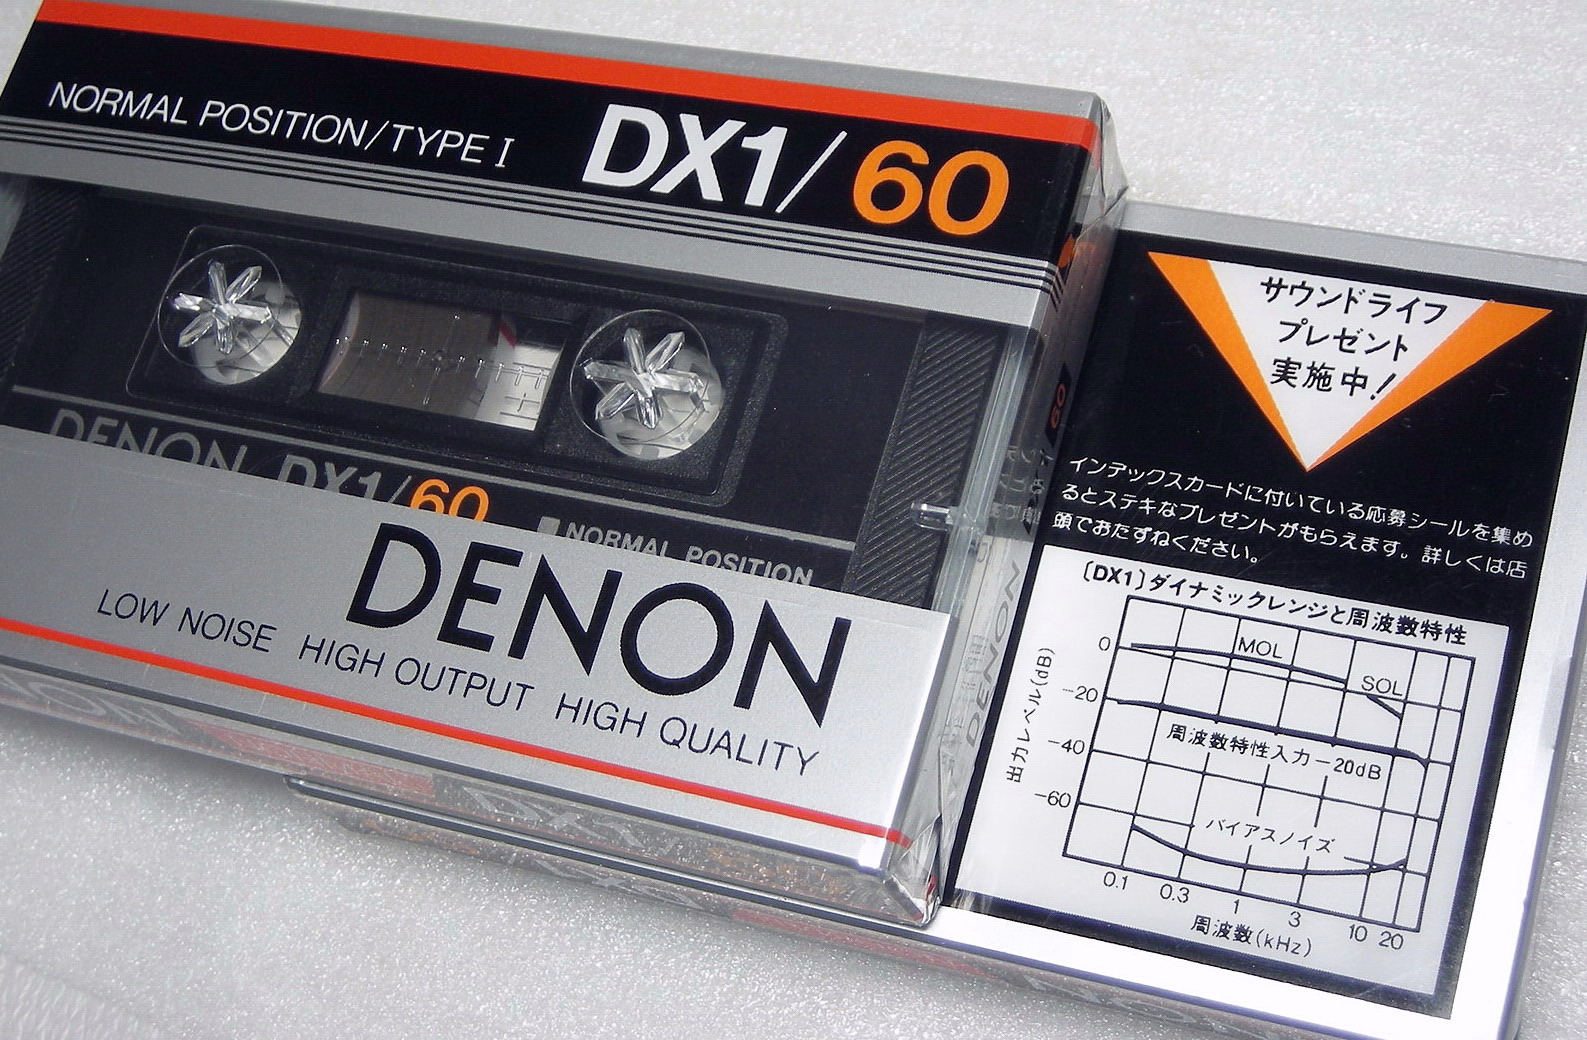 NORMAL POSITION/TYPE I
DX1/60
DENON DX1/60
NORMAL POSITION
DENON
LOW NOISE HIGH OUTPUT HIGH QUALITY
60
DENON
サウンドライフ
プレゼント
実施中!
インデックスカードに付いている応募シールを集め
るとステキなプレゼントがもらえます。詳しくは店
頭でおたずねください。
〔DX1〕ダイナミックレンジと周波数特性
出力レベル(dB)
0
-20
-40
-60
MOL
SOL
周波数特性入力-20dB
バイアスノイズ
0.1 0.3 1 3 10 20
周波数(kHz)